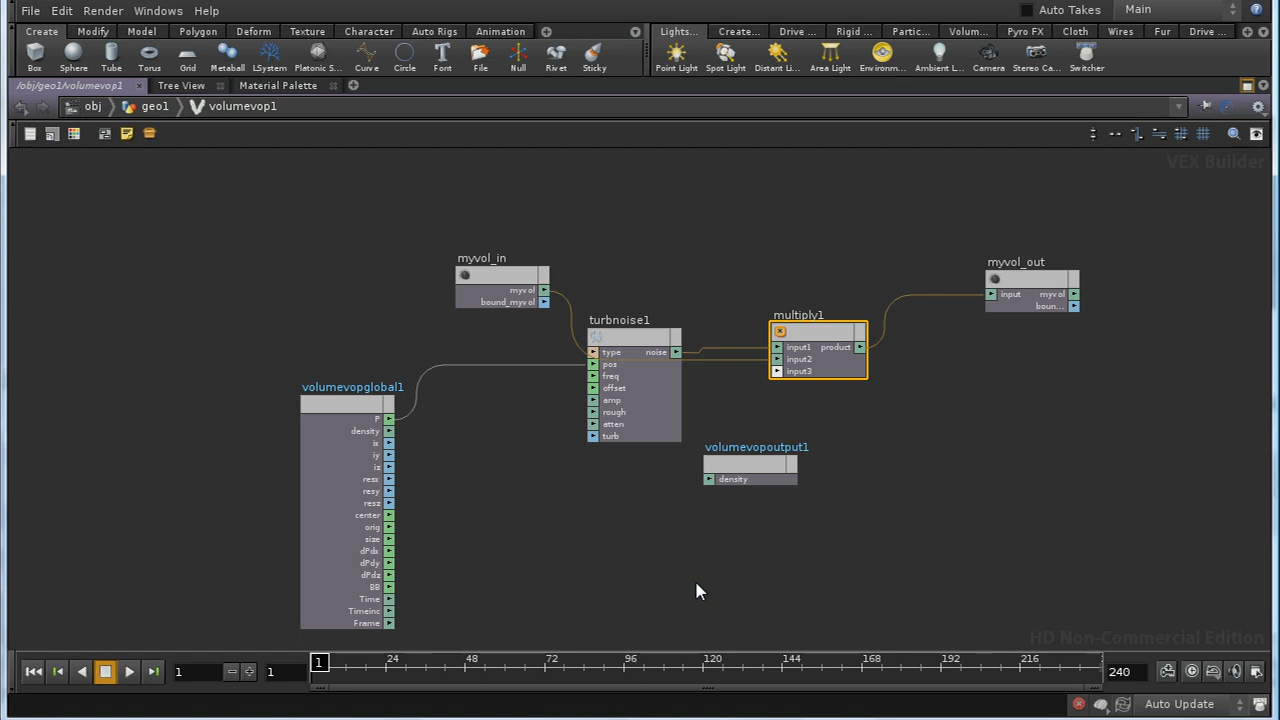 File Edit Render Windows Help Auto Takes Main
Create Modify Model Polygon Deform Texture Character Auto Rigs Animation Lights... Create... Drive ... Rigid ... Partic... Volum... Pyro FX Cloth Wires Fur Drive ...
Box Sphere Tube Torus Grid Metaball LSystem Platonic S... Curve Circle Font File Null Rivet Sticky Point Light Spot Light Distant Li... Area Light Environm... Ambient L... Camera Stereo Ca... Switcher
/obj/geo1/volumevop1 Tree View Material Palette
obj geo1 volumevop1
VEX Builder
myvol_in
myvol
bound_myvol
myvol_out
input myvol
boun...
turbnoise1
type noise
pos
freq
offset
amp
rough
atten
turb
multiply1
input1 product
input2
input3
volumevopglobal1
P
density
ix
iy
iz
resx
resy
resz
center
orig
size
dPdx
dPdy
dPdz
BB
Time
Timeinc
Frame
volumevopoutput1
density
HD Non-Commercial Edition
1 1 1 24 48 72 96 120 144 168 192 216 240
Auto Update